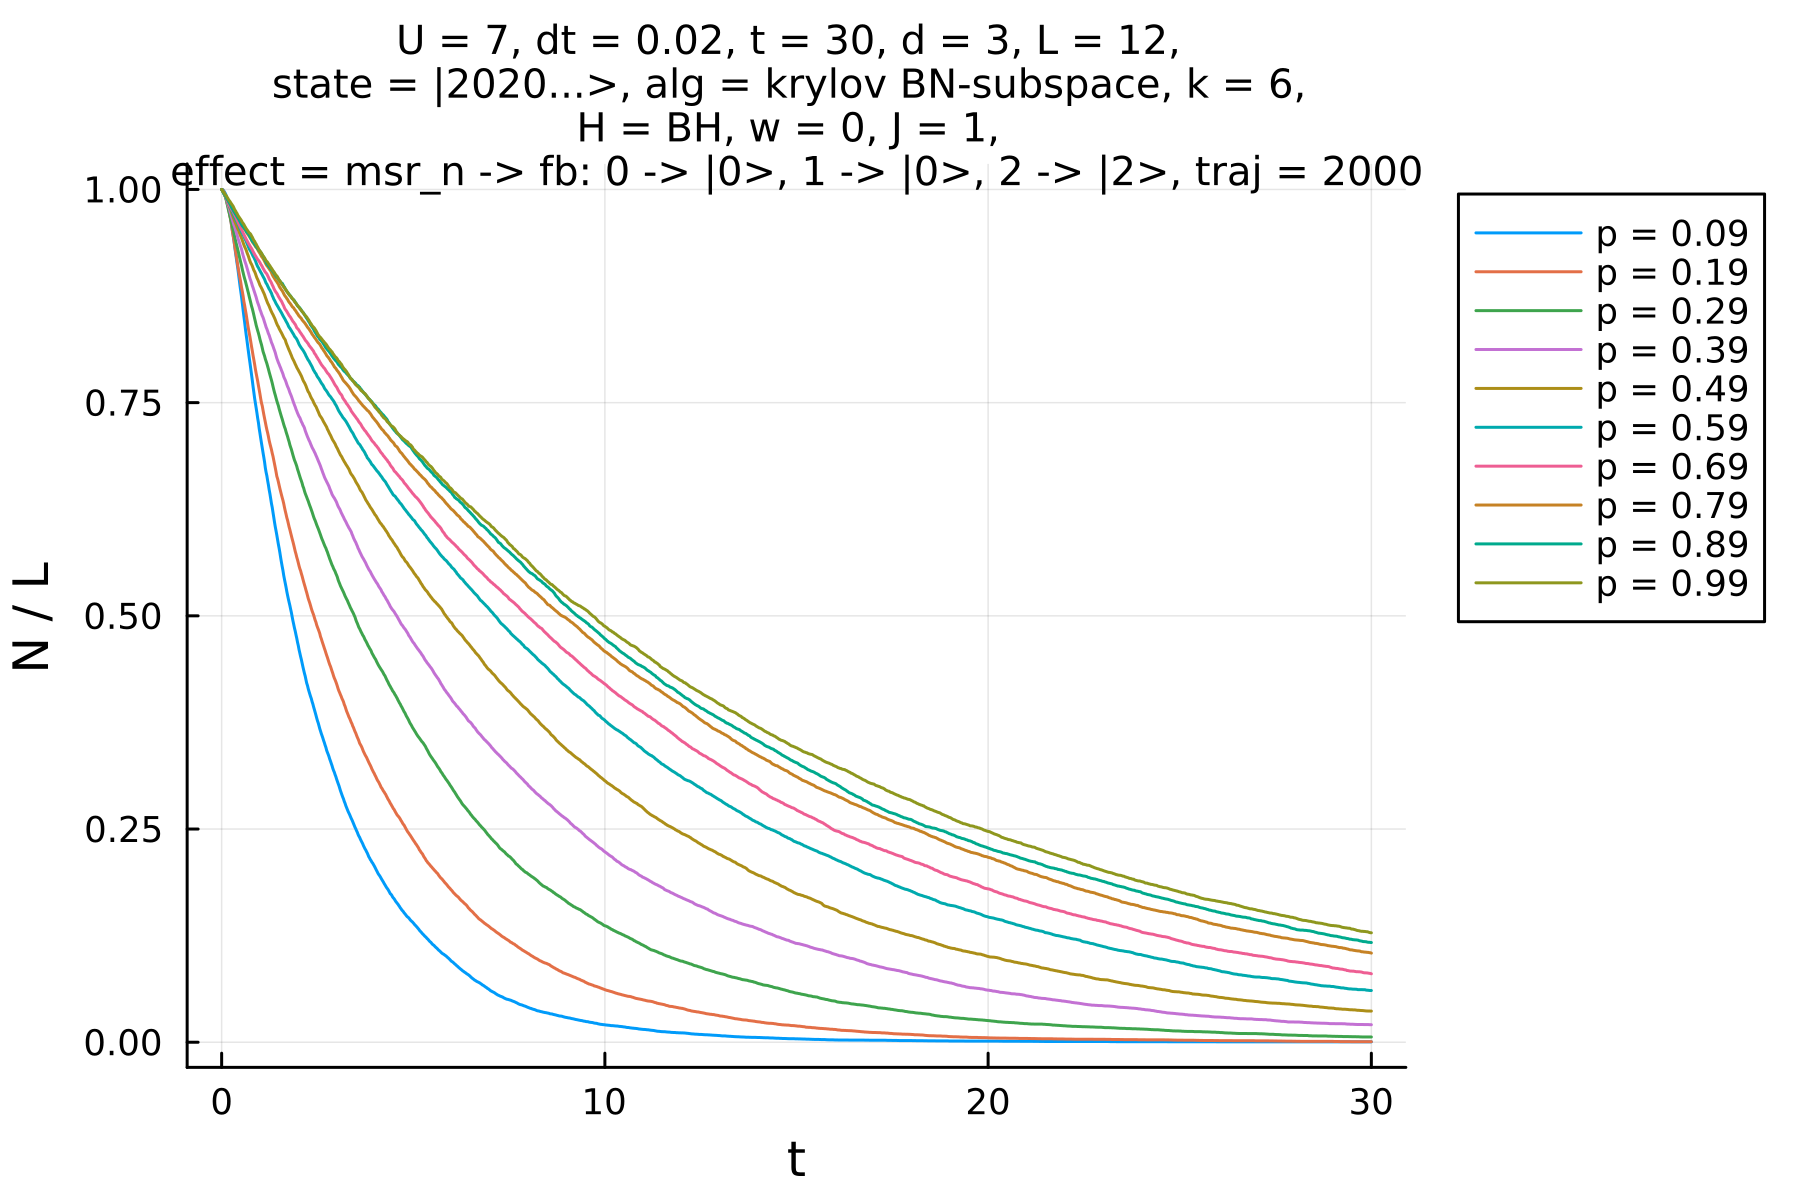 U = 7, dt = 0.02, t = 30, d = 3, L = 12,
state = |2020...>, alg = krylov BN-subspace, k = 6,
H = BH, w = 0, J = 1,
effect = msr_n -> fb: 0 -> |0>, 1 -> |0>, 2 -> |2>, traj = 2000
1.00
0.75
0.50
0.25
0.00
N / L
0
10
20
30
t
p = 0.09
p = 0.19
p = 0.29
p = 0.39
p = 0.49
p = 0.59
p = 0.69
p = 0.79
p = 0.89
p = 0.99